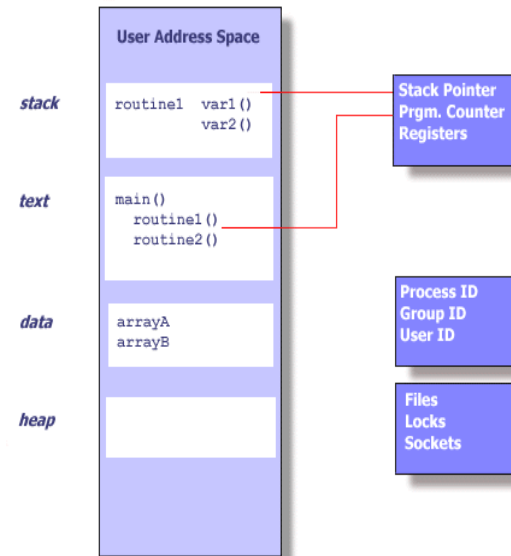 User Address Space
stack
routine1 var1()
var2()
text
main()
routine1()
routine2()
data
arrayA
arrayB
heap
Stack Pointer
Prgm. Counter
Registers
Process ID
Group ID
User ID
Files
Locks
Sockets